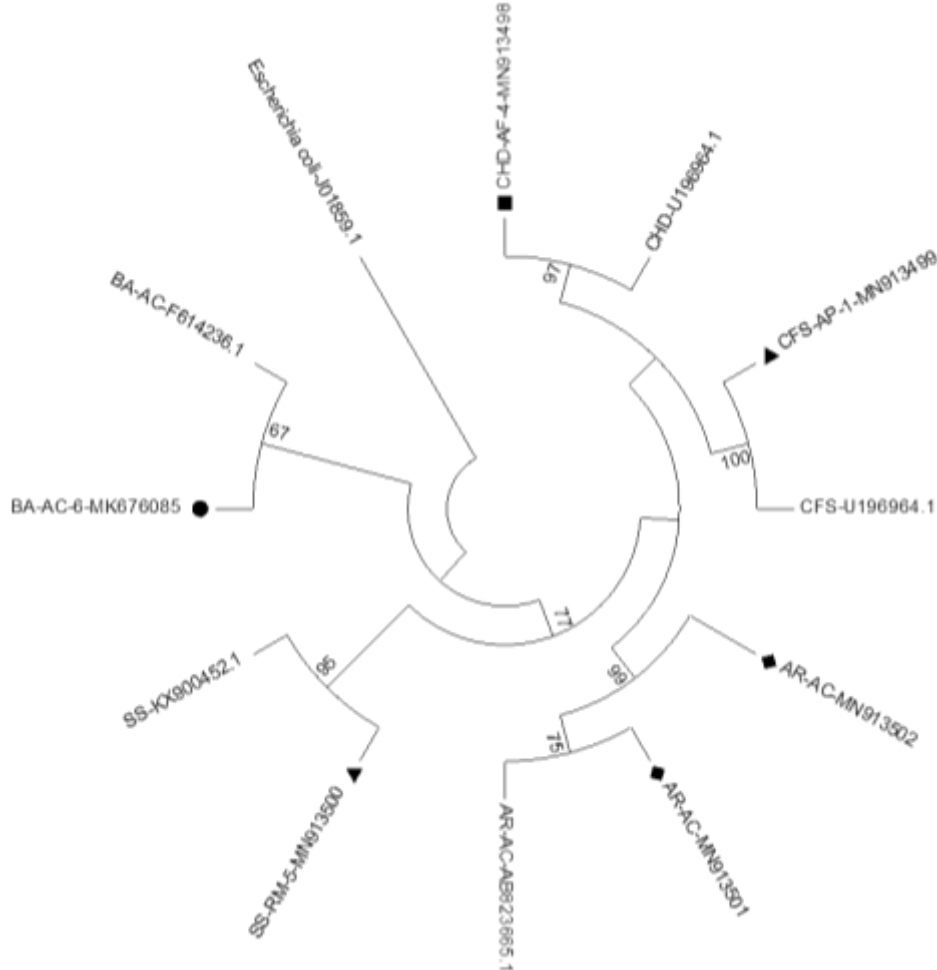 CHD-AF-4-MN913498
CHD-U196964.1
CFS-AP-1-MN913499
CFS-U196964.1
AR-AC-MN913502
AR-AC-MN913501
AR-AC-AB823665.1
SS-RM-5-MN913500
SS-KX900452.1
BA-AC-6-MK676085
BA-AC-F614236.1
Escherichia coli-J01859.1
97
100
99
75
77
95
67